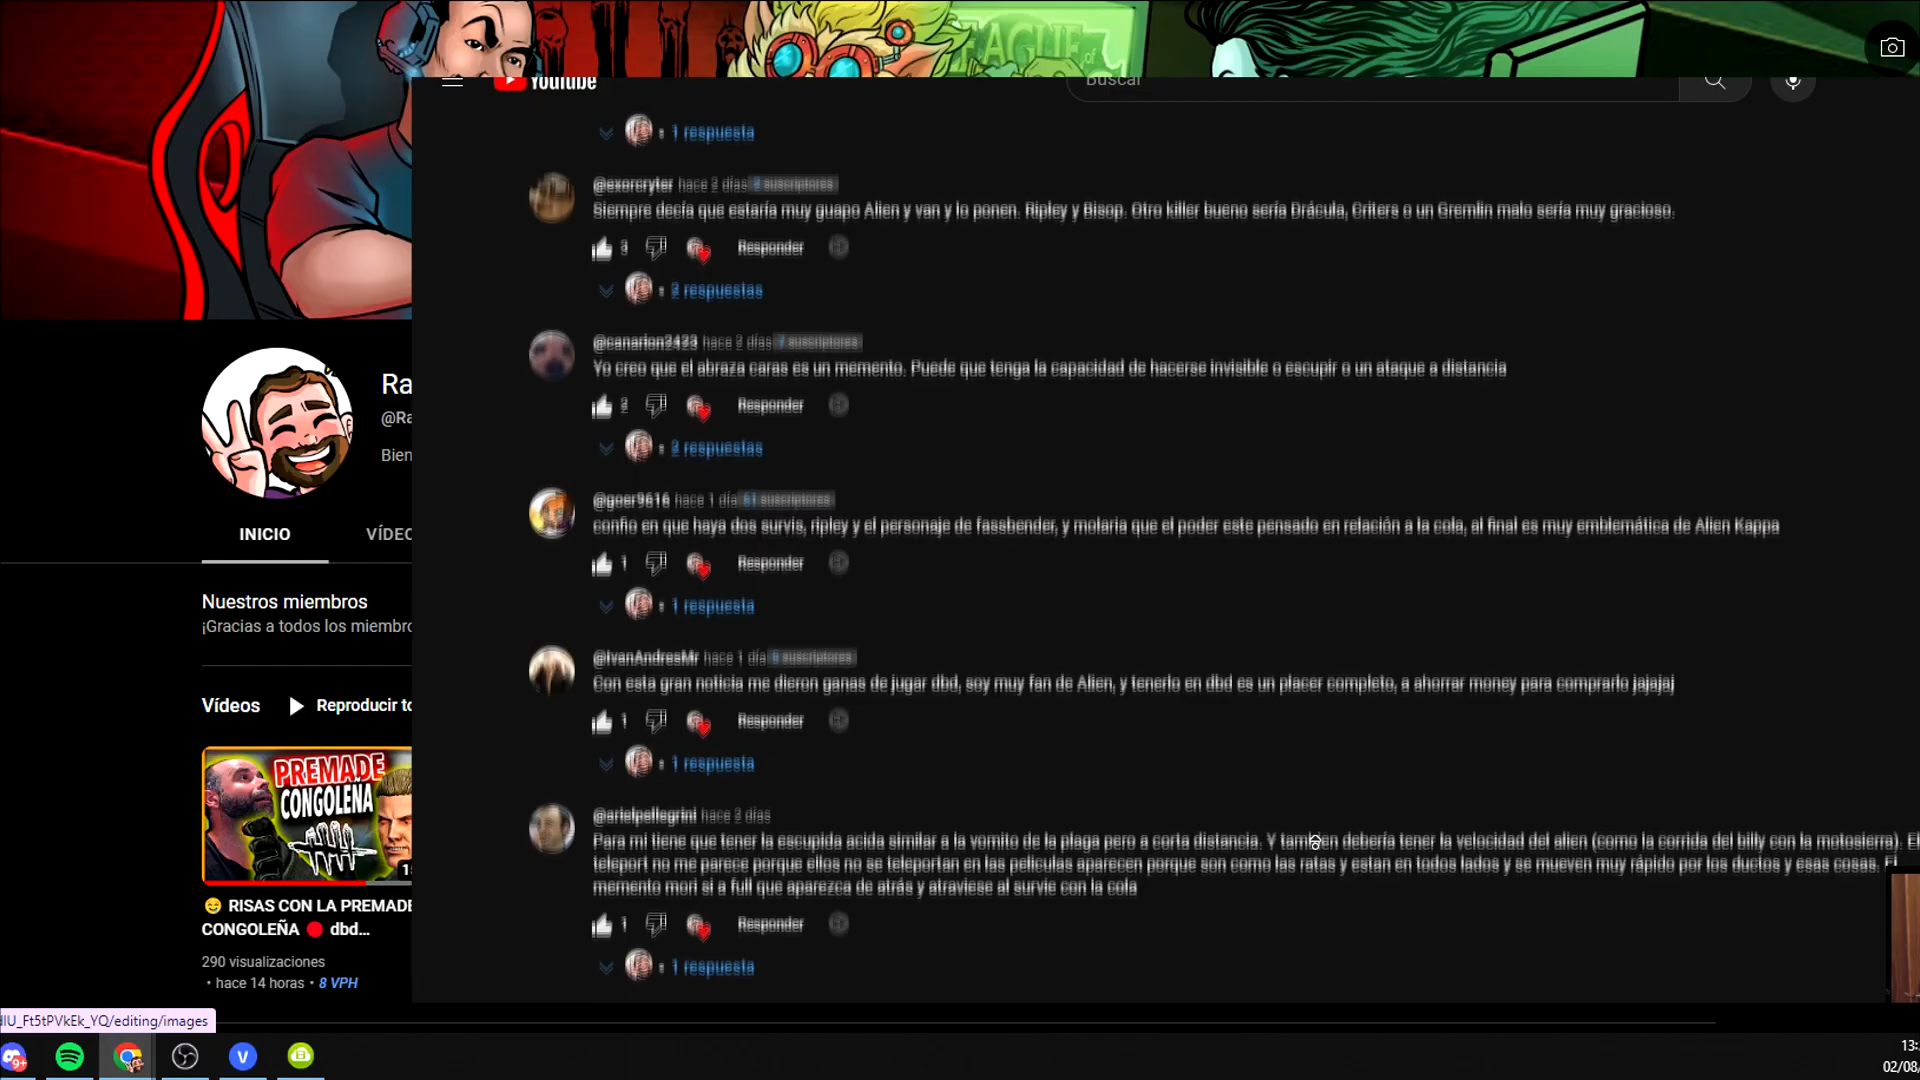 LEAGUE of
YouTube
Buscar
1 respuesta
@exorcryter hace 2 días 2 suscriptores
Siempre decía que estaría muy guapo Alien y van y lo ponen. Ripley y Bisop. Otro killer bueno sería Drácula, Criters o un Gremlin malo sería muy gracioso.
3 Responder
2 respuestas
@canarion2423 hace 2 días 7 suscriptores
Yo creo que el abraza caras es un memento. Puede que tenga la capacidad de hacerse invisible o escupir o un ataque a distancia
2 Responder
2 respuestas
@goer9616 hace 1 día 61 suscriptores
confio en que haya dos survis, ripley y el personaje de fassbender, y molaria que el poder este pensado en relación a la cola, al final es muy emblemática de Alien Kappa
1 Responder
1 respuesta
@IvanAndresMr hace 1 día suscriptores
Con esta gran noticia me dieron ganas de jugar dbd, soy muy fan de Alien, y tenerlo en dbd es un placer completo, a ahorrar money para comprarlo jajajaj
1 Responder
1 respuesta
@arielpellegrini hace 2 días
Para mi tiene que tener la escupida acida similar a la vomito de la plaga pero a corta distancia. Y también debería tener la velocidad del alien (como la corrida del billy con la motosierra). El
teleport no me parece porque ellos no se teleportan en las peliculas aparecen porque son como las ratas y estan en todos lados y se mueven muy rápido por los ductos y esas cosas. El
memento mori si a full que aparezca de atrás y atraviese al survie con la cola
1 Responder
1 respuesta
Ra
@Ra
Bien
INICIO VÍDEO
Nuestros miembros
¡Gracias a todos los miembro
Vídeos Reproducir to
PREMADE
CONGOLEÑA
😊 RISAS CON LA PREMADE
CONGOLEÑA 🔴 dbd...
290 visualizaciones
• hace 14 horas • 8 VPH
IU_Ft5tPVkEk_YQ/editing/images
9+
V
13:
02/08/